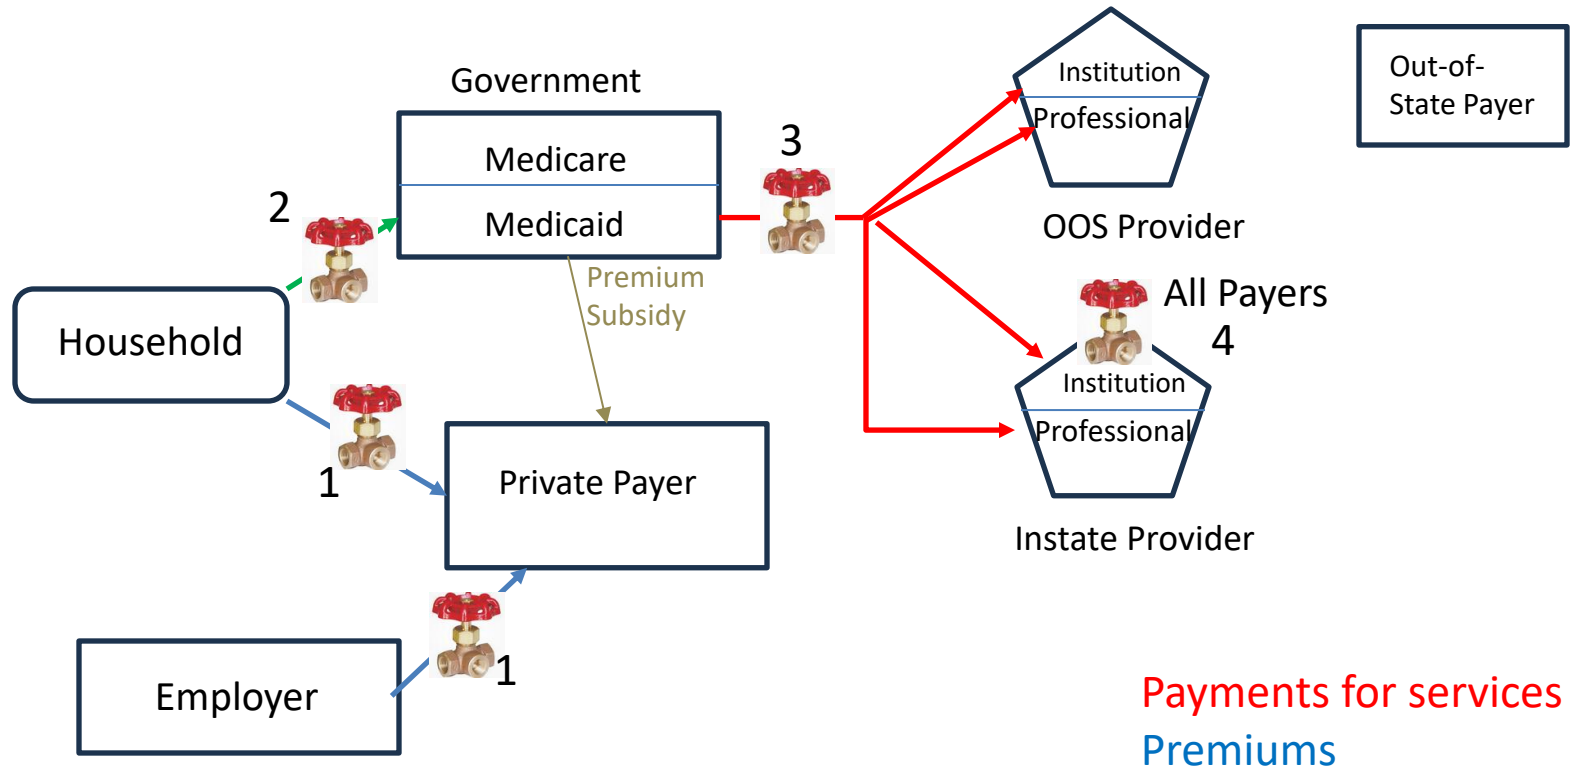 Government
Medicare
Medicaid
Premium
Subsidy
2
3
Household
1
Private Payer
1
Employer
Institution
Professional
OOS Provider
Out-of-
State Payer
All Payers
4
Institution
Professional
Instate Provider
Payments for services
Premiums